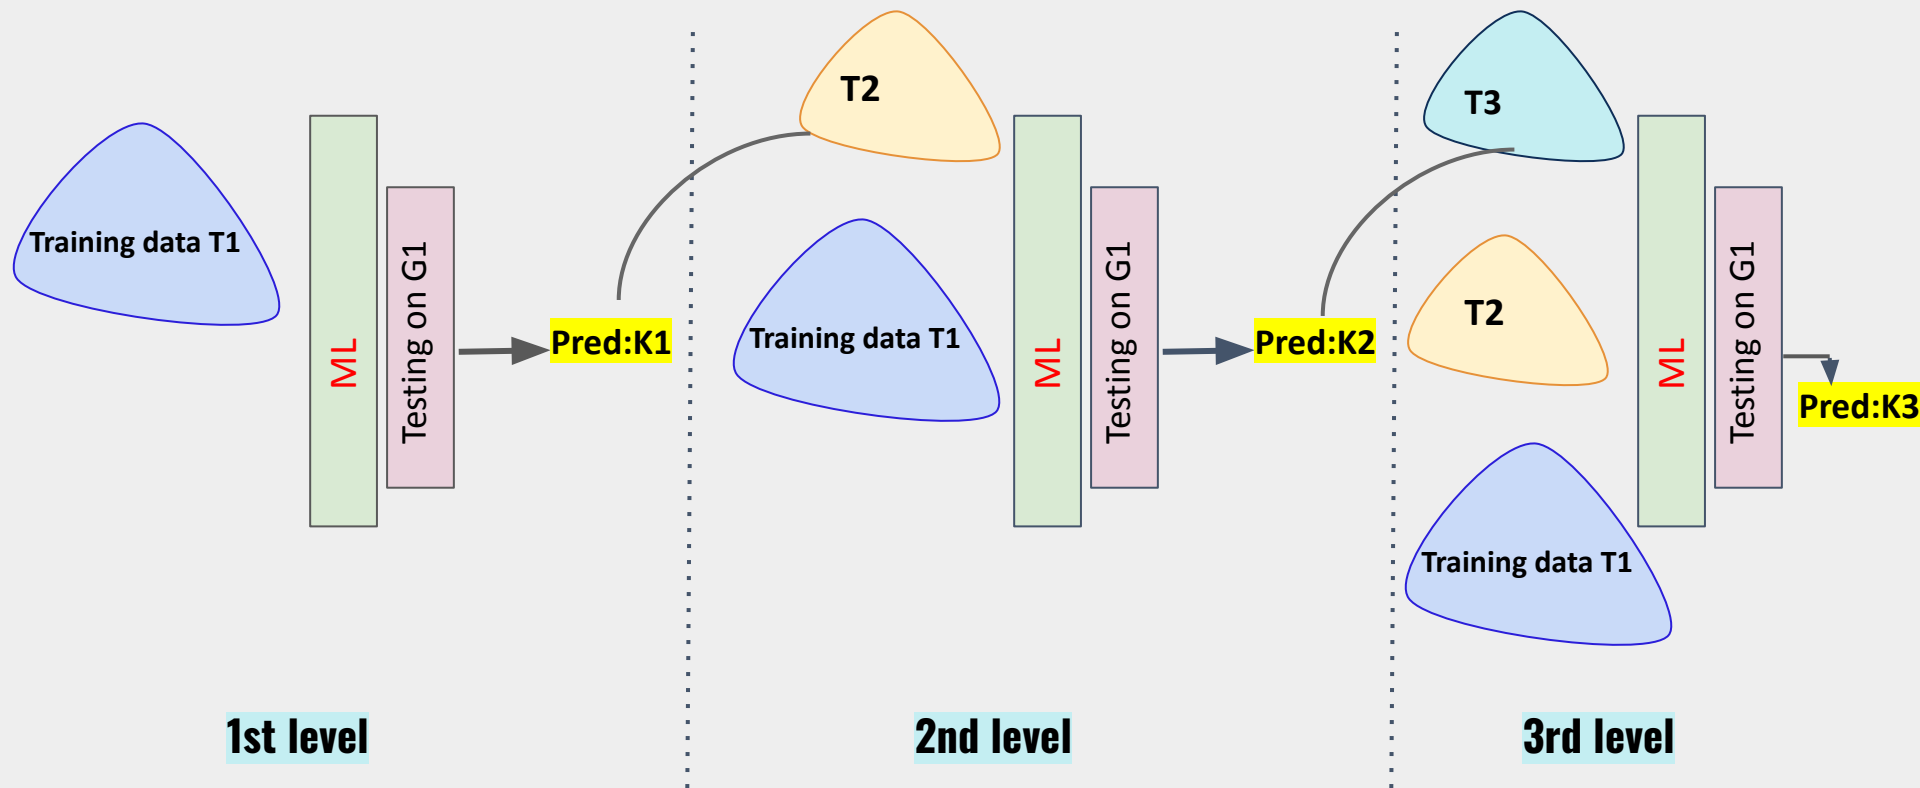 Training data T1
ML
Testing on G1
Pred:K1
1st level
T2
Training data T1
ML
Testing on G1
Pred:K2
2nd level
T3
T2
Training data T1
ML
Testing on G1
Pred:K3
3rd level